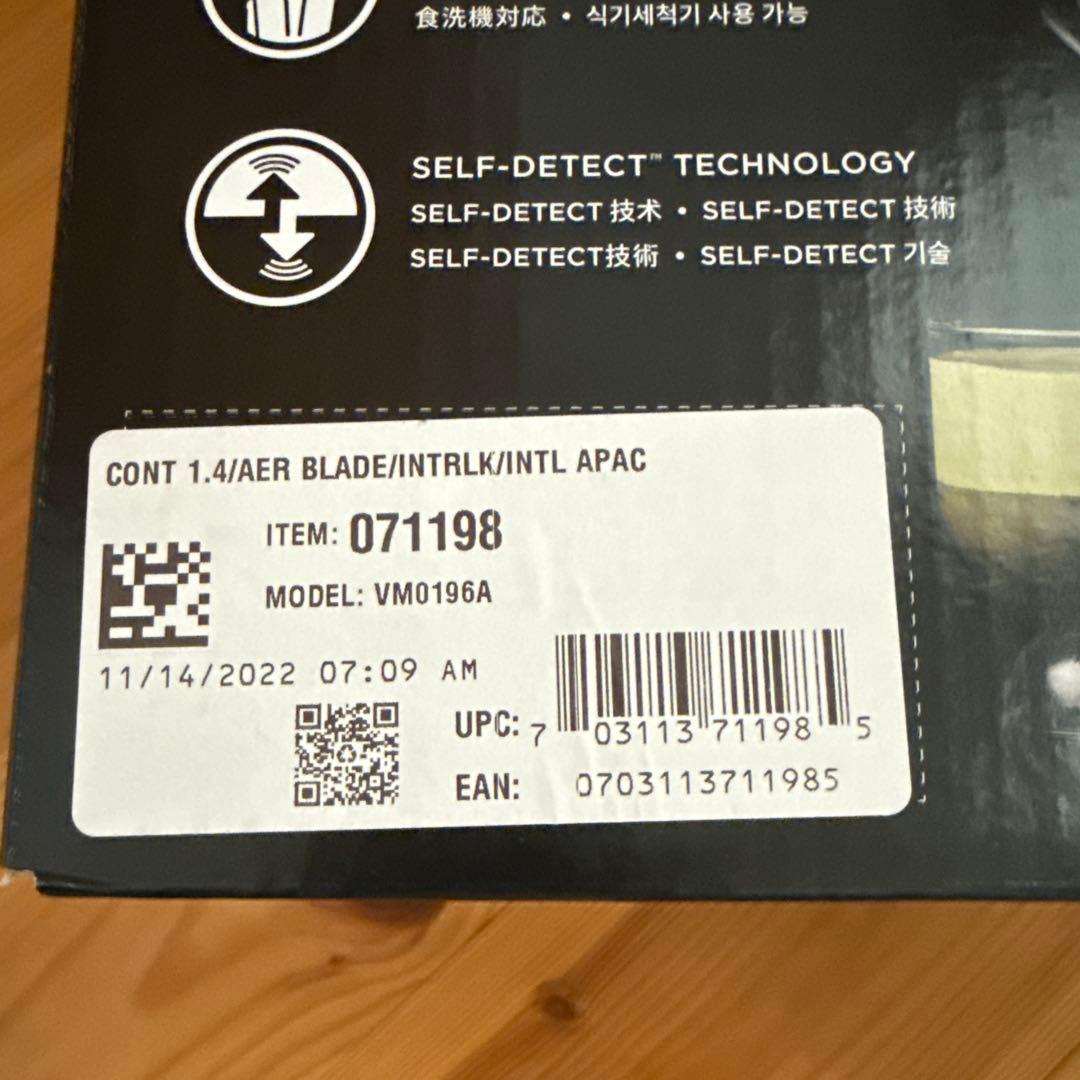 食洗機対応 • 식기세척기 사용 가능
SELF-DETECT™ TECHNOLOGY
SELF-DETECT 技术 • SELF-DETECT 技術
SELF-DETECT技術 • SELF-DETECT 기술
CONT 1.4/AER BLADE/INTRLK/INTL APAC
ITEM: 071198
MODEL: VM0196A
11/14/2022 07:09 AM
UPC: 7 03113 71198 5
EAN: 0703113711985